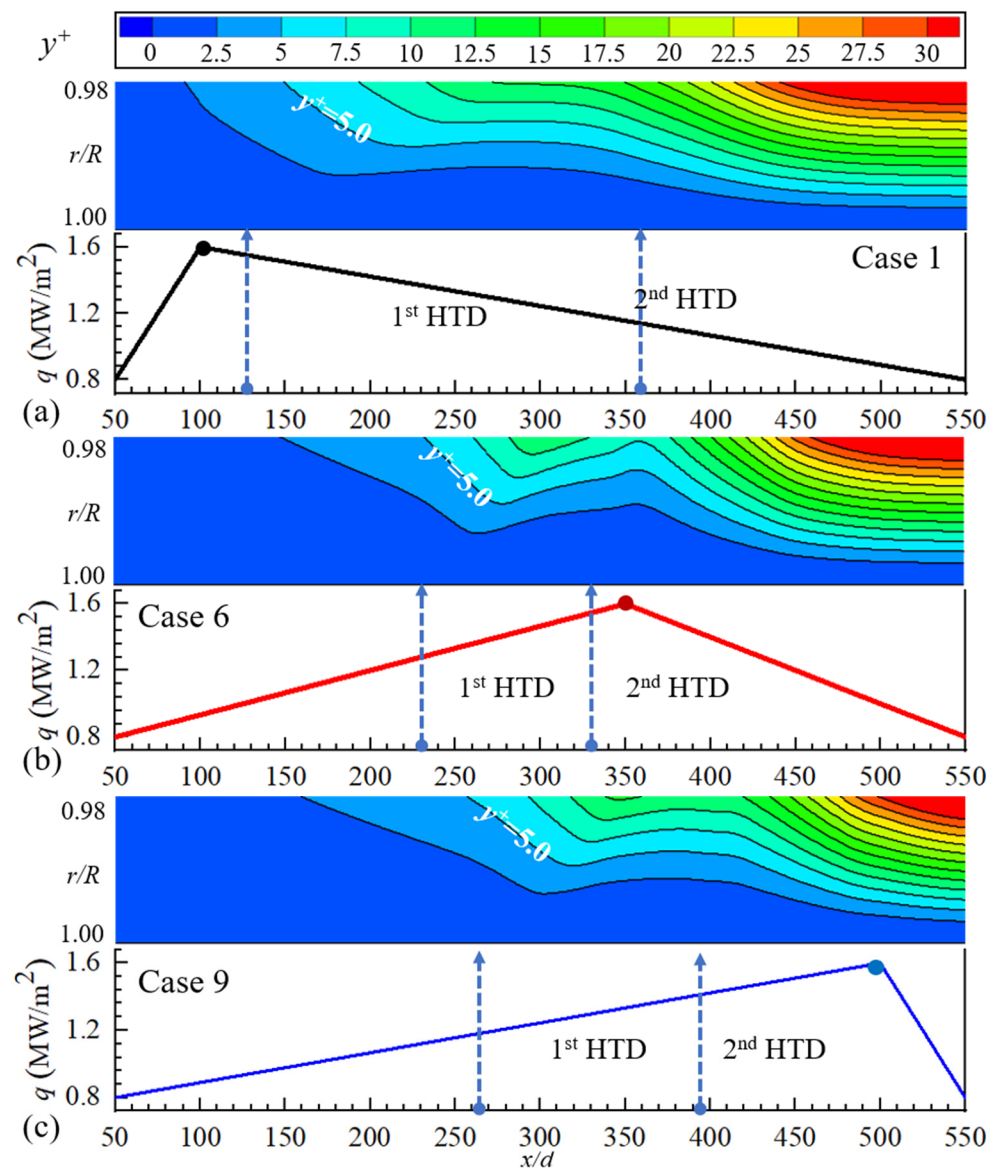 y+ 0 2.5 5 7.5 10 12.5 15 17.5 20 22.5 25 27.5 30
0.98
y+=5.0
r/R
1.00
1.6
Case 1
1.2
2nd HTD
1st HTD
q (MW/m2)
0.8
(a)
50 100 150 200 250 300 350 400 450 500 550
0.98
y+=5.0
r/R
1.00
1.6
Case 6
1.2
1st HTD 2nd HTD
q (MW/m2)
0.8
(b)
50 100 150 200 250 300 350 400 450 500 550
0.98
y+=5.0
r/R
1.00
1.6
Case 9
1.2
1st HTD 2nd HTD
q (MW/m2)
0.8
(c)
50 100 150 200 250 300 350 400 450 500 550
x/d